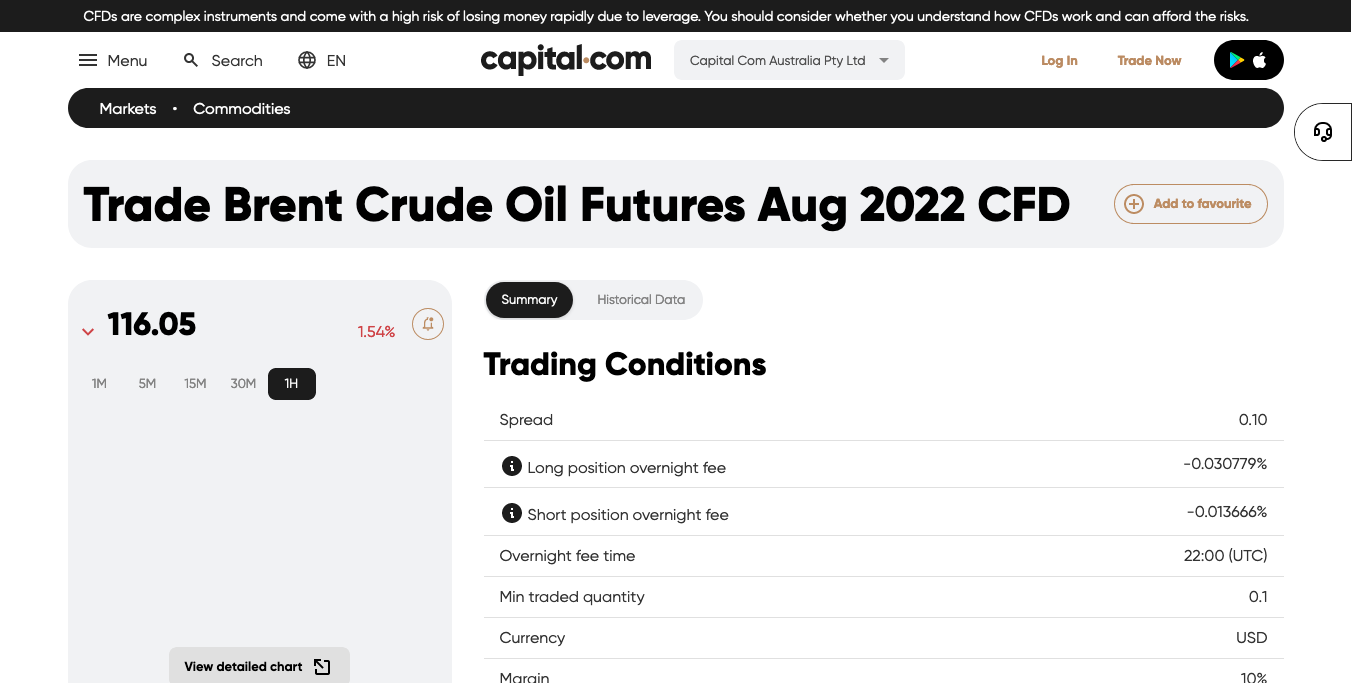 CFDs are complex instruments and come with a high risk of losing money rapidly due to leverage. You should consider whether you understand how CFDs work and can afford the risks.
Menu Search EN capital.com Capital Com Australia Pty Ltd Log In Trade Now
Markets • Commodities
Trade Brent Crude Oil Futures Aug 2022 CFD Add to favourite
116.05 1.54%
1M 5M 15M 30M 1H
View detailed chart
Summary Historical Data
Trading Conditions
Spread 0.10
Long position overnight fee -0.030779%
Short position overnight fee -0.013666%
Overnight fee time 22:00 (UTC)
Min traded quantity 0.1
Currency USD
Margin 10%